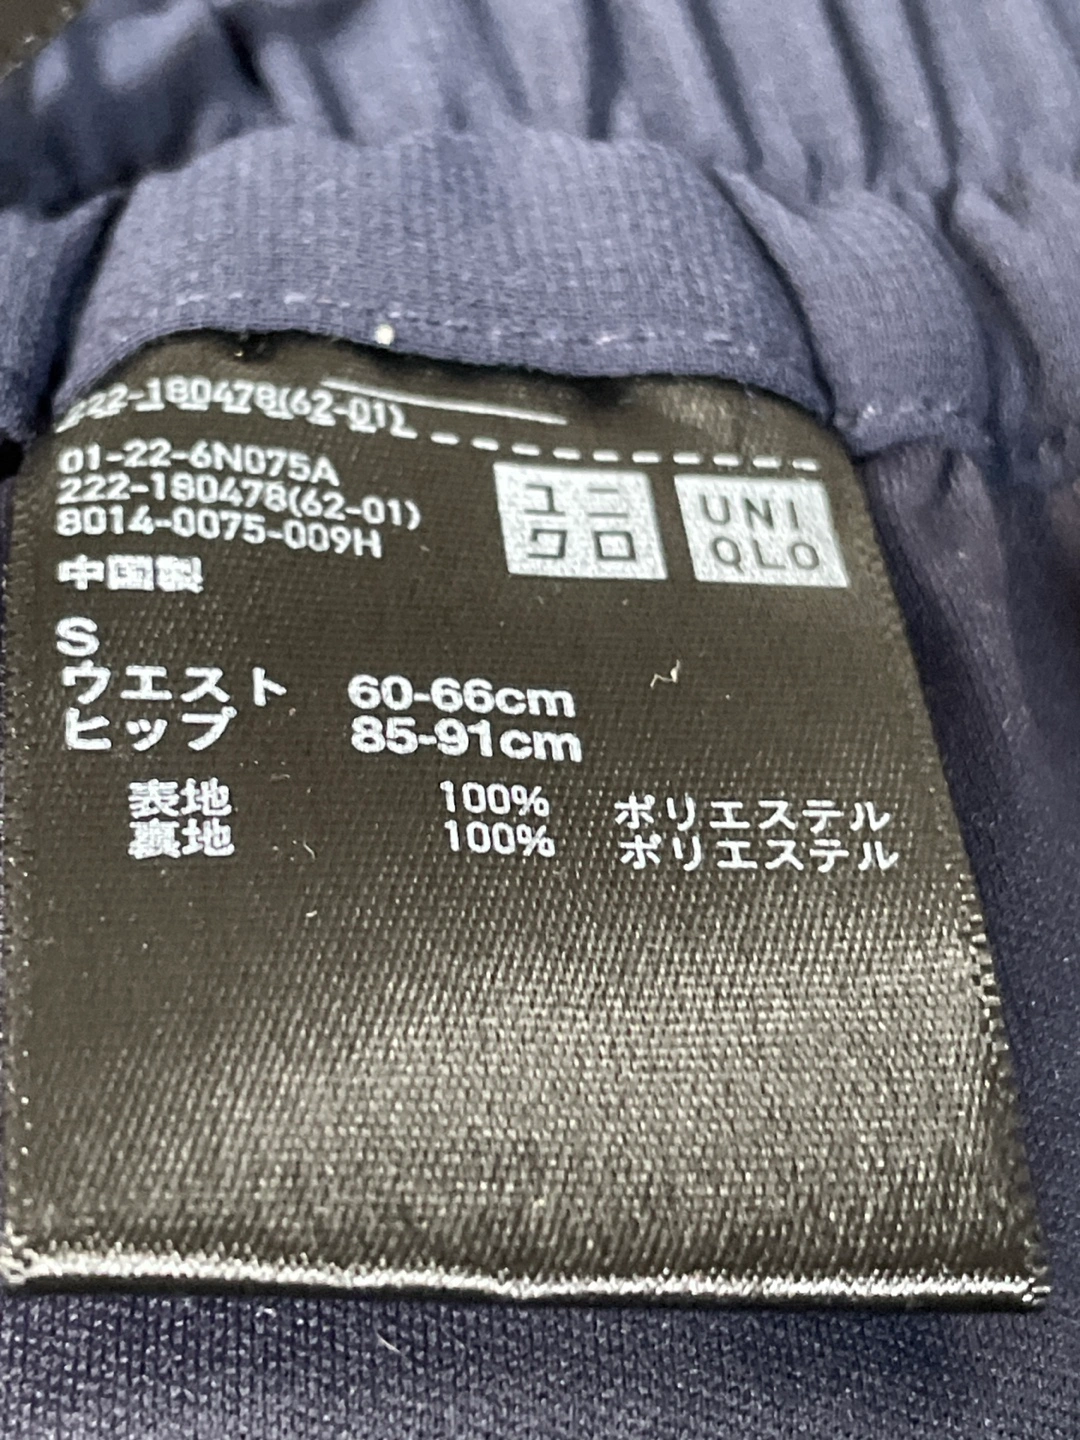 222-180478(62-01)
01-22-6N075A
222-180478(62-01)
8014-0075-009H
中国製
ユニ
クロ
UNI
QLO
S
ウエスト 60-66cm
ヒップ 85-91cm
表地 100% ポリエステル
裏地 100% ポリエステル